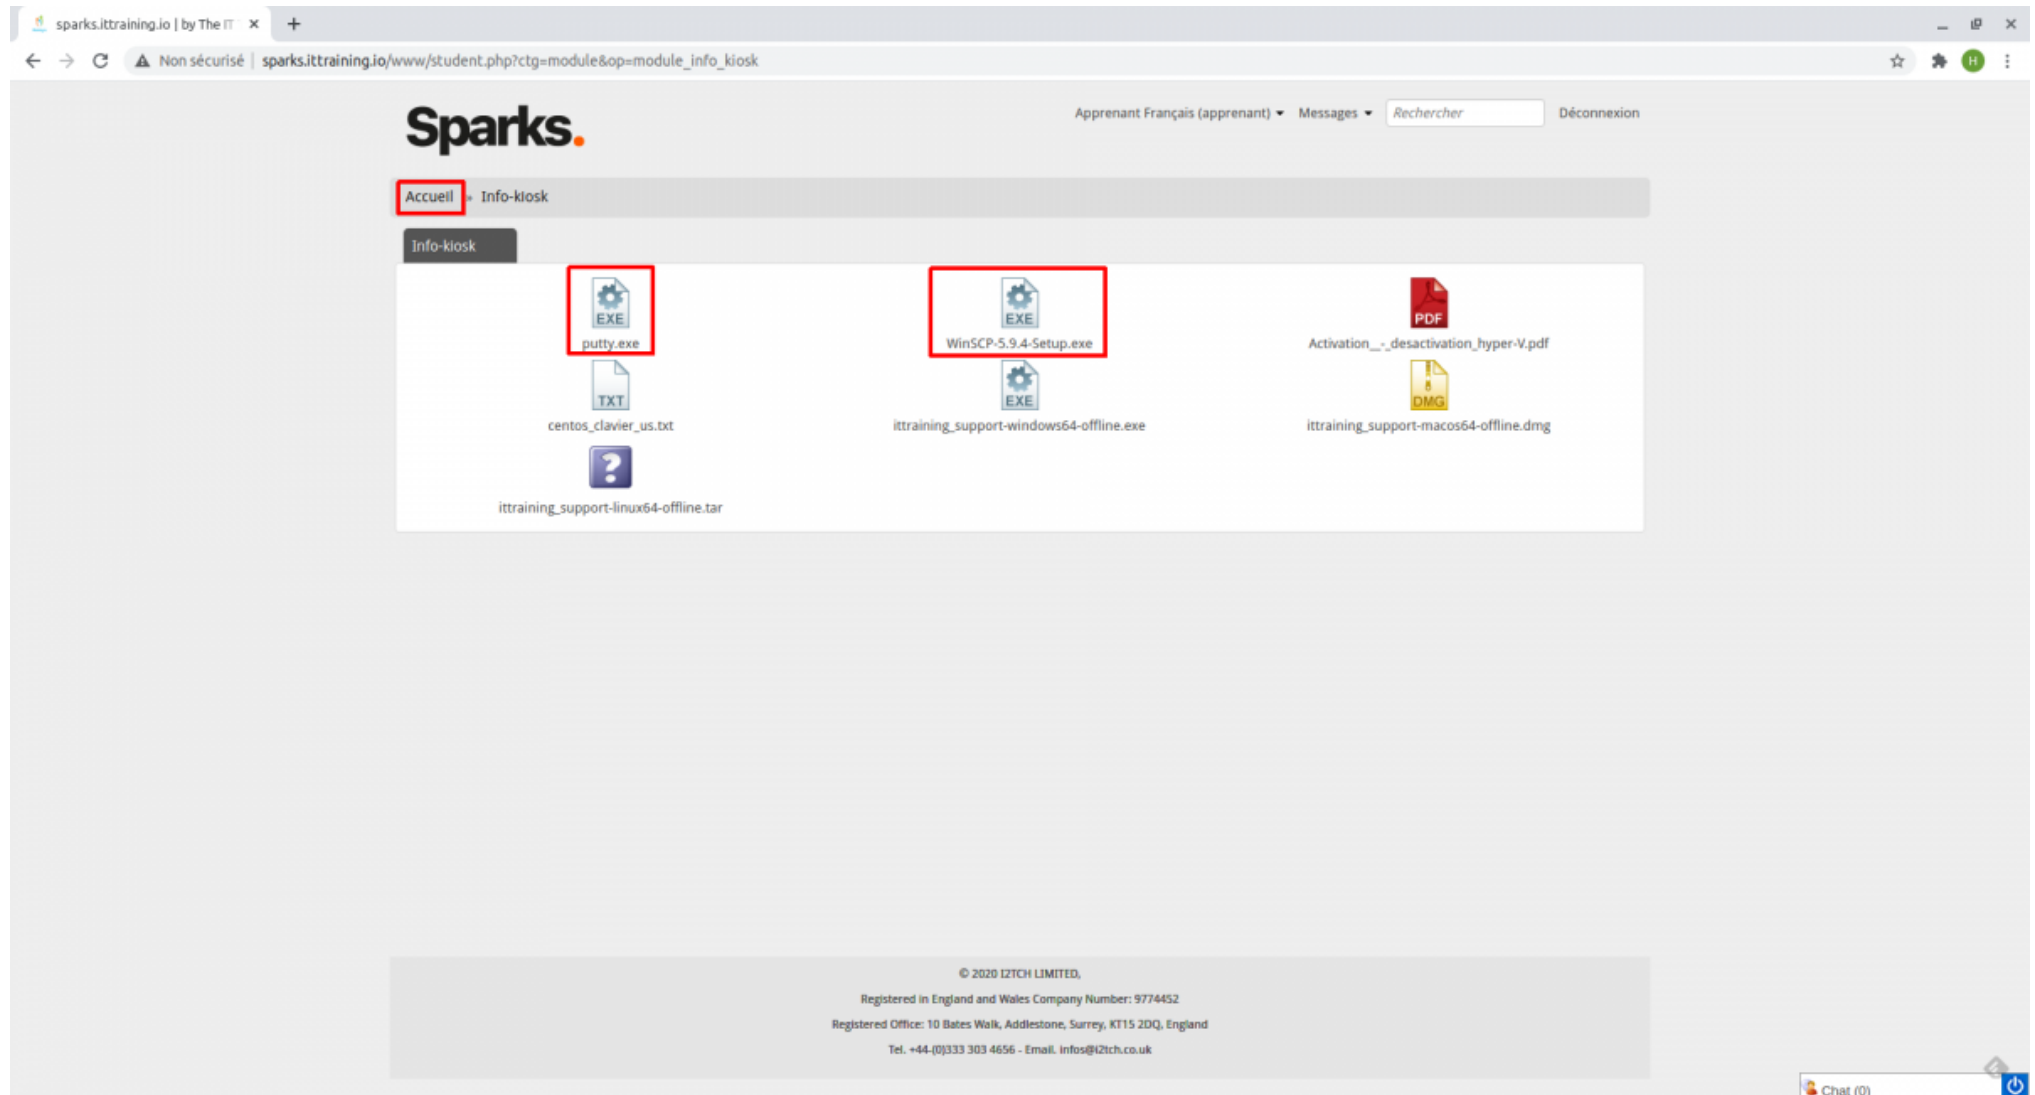 sparks.ittraining.io | by The IT
Non sécurisé | sparks.ittraining.io/www/student.php?ctg=module&op=module_info_kiosk
H
Sparks.
Apprenant Français (apprenant) Messages Rechercher Déconnexion
Accueil » Info-kiosk
Info-kiosk
EXE EXE PDF
putty.exe WinSCP-5.9.4-Setup.exe Activation__-_desactivation_hyper-V.pdf
TXT EXE DMG
centos_clavier_us.txt ittraining_support-windows64-offline.exe ittraining_support-macos64-offline.dmg
?
ittraining_support-linux64-offline.tar
© 2020 I2TCH LIMITED,
Registered in England and Wales Company Number: 9774452
Registered Office: 10 Bates Walk, Addlestone, Surrey, KT15 2DQ, England
Tel. +44-(0)333 303 4656 - Email. infos@i2tch.co.uk
Chat (0)